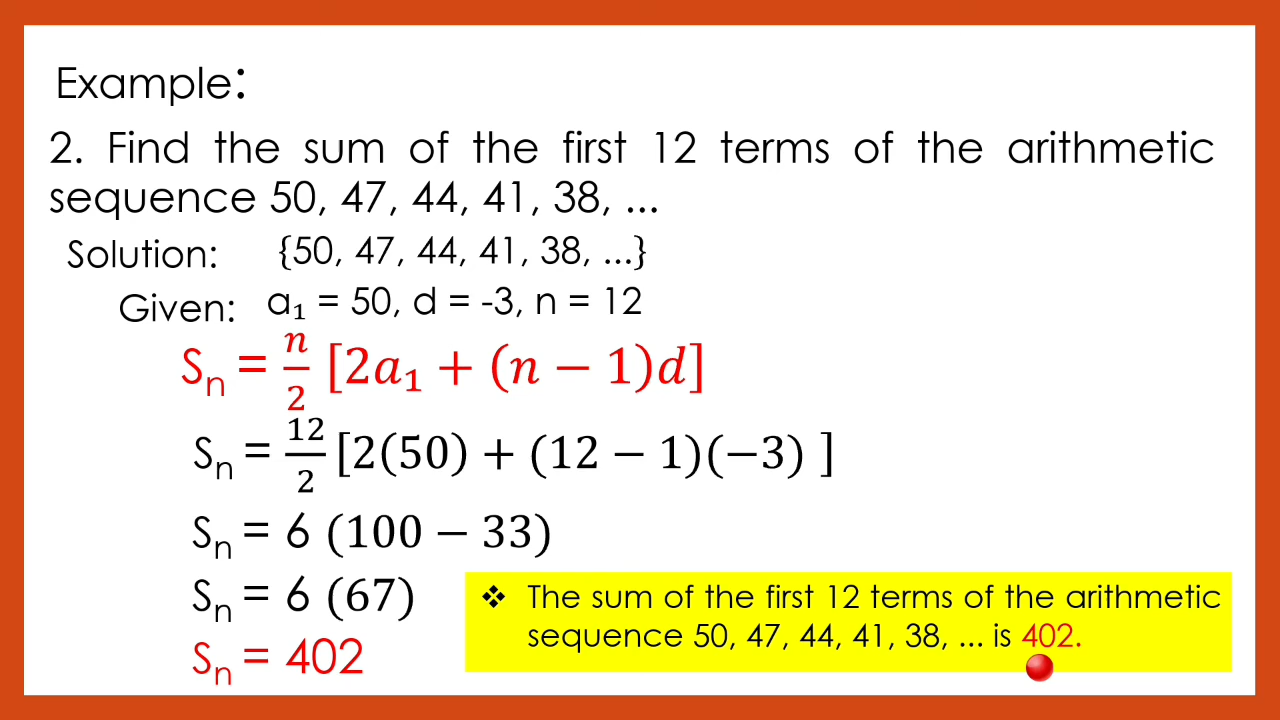 Example:
2. Find the sum of the first 12 terms of the arithmetic
sequence 50, 47, 44, 41, 38, ...
Solution: {50, 47, 44, 41, 38, ...}
Given: a₁ = 50, d = -3, n = 12
Sₙ = n/2 [2a₁ + (n − 1)d]
Sₙ = 12/2 [2(50) + (12 − 1)(−3) ]
Sₙ = 6 (100 − 33)
Sₙ = 6 (67)
Sₙ = 402
❖ The sum of the first 12 terms of the arithmetic
sequence 50, 47, 44, 41, 38, ... is 402.